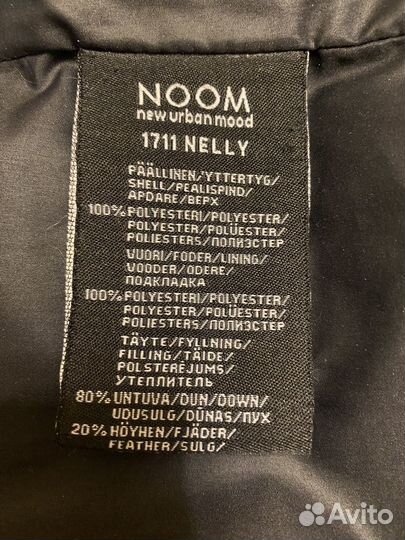 NOOM
new urban mood
1711 NELLY
PÄÄLLINEN/YTTERTYG/
SHELL/PEALISPIND/
APDARE/ВЕРХ
100% POLYESTERI/POLYESTER/
POLYESTER/POLÜESTER/
POLIESTERS/ПОЛИЭСТЕР
VUORI/FODER/LINING/
VOODER/ODERE/
ПОДКЛАДКА
100% POLYESTERI/POLYESTER/
POLYESTER/POLÜESTER/
POLIESTERS/ПОЛИЭСТЕР
TÄYTE/FYLLNING/
FILLING/TÄIDE/
POLSTERĒJUMS/
УТЕПЛИТЕЛЬ
80% UNTUVA/DUN/DOWN/
UDUSULG/DŪNAS/ПУХ
20% HÖYHEN/FJÄDER/
FEATHER/SULG/
Avito